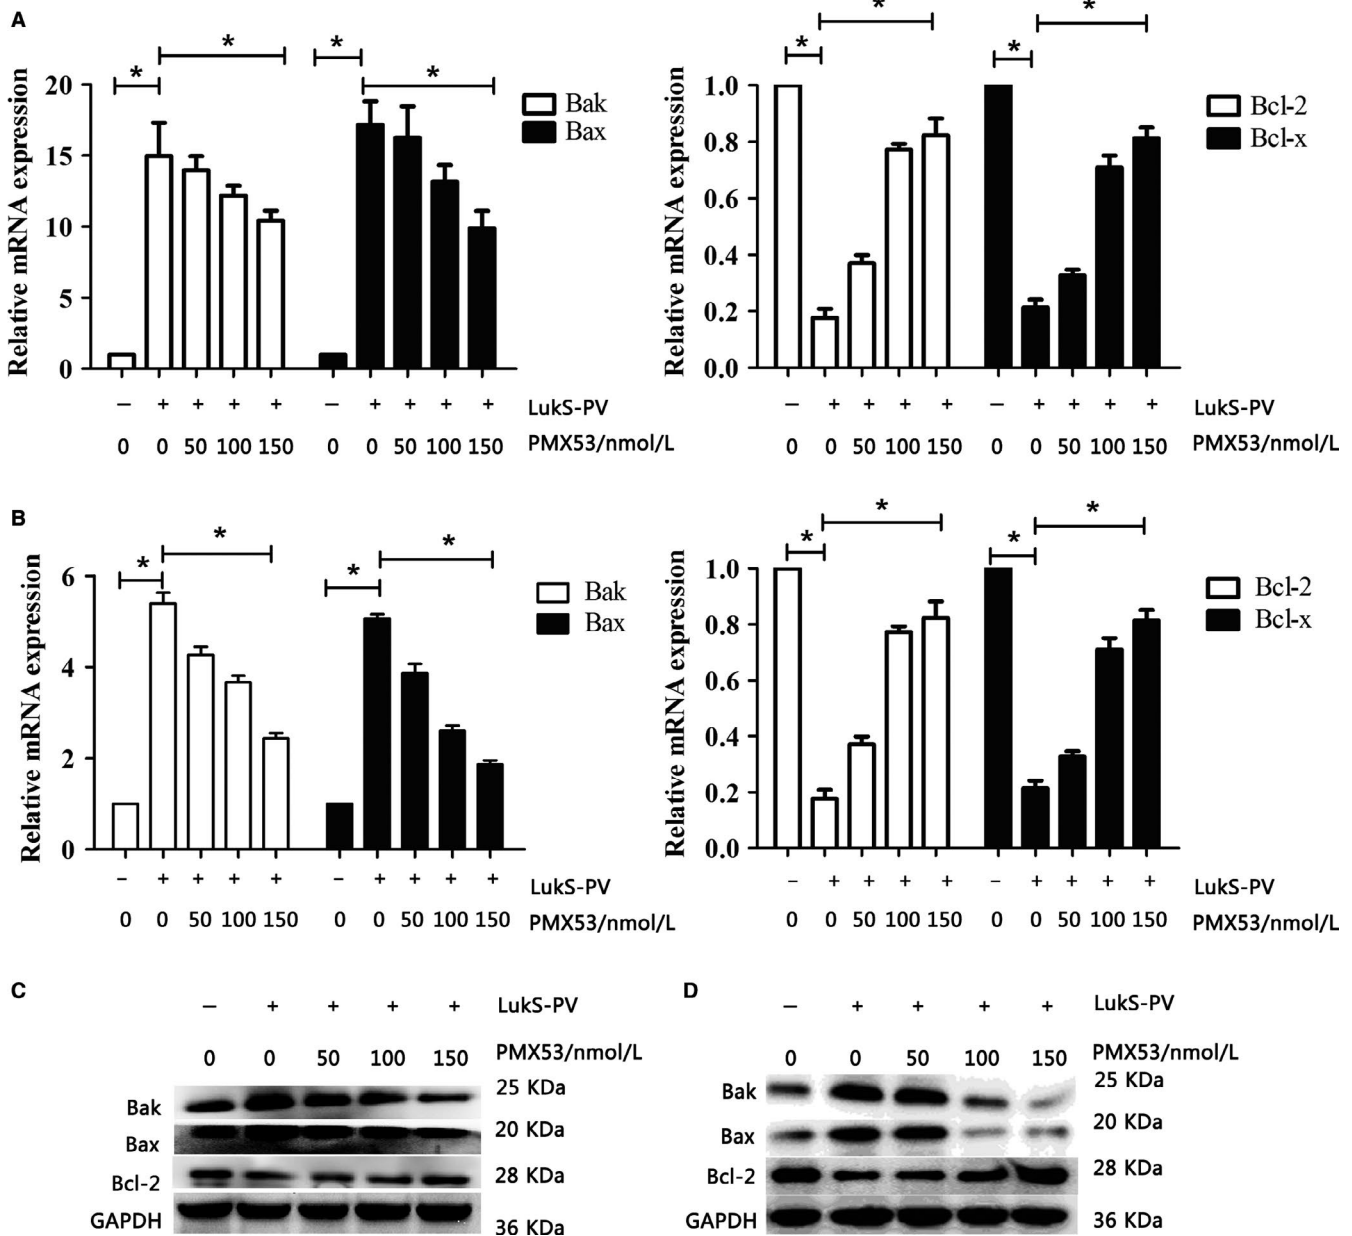 A
* * * *
Relative mRNA expression
20
15
10
5
0
Bak
Bax
– + + + + – + + + + LukS-PV
0 0 50 100 150 0 0 50 100 150 PMX53/nmol/L
* * * *
Relative mRNA expression
1.0
0.8
0.6
0.4
0.2
0.0
Bcl-2
Bcl-x
– + + + + – + + + + LukS-PV
0 0 50 100 150 0 0 50 100 150 PMX53/nmol/L
B
* * * *
Relative mRNA expression
6
4
2
0
Bak
Bax
– + + + + – + + + + LukS-PV
0 0 50 100 150 0 0 50 100 150 PMX53/nmol/L
* * * *
Relative mRNA expression
1.0
0.8
0.6
0.4
0.2
0.0
Bcl-2
Bcl-x
– + + + + – + + + + LukS-PV
0 0 50 100 150 0 0 50 100 150 PMX53/nmol/L
C
– + + + + LukS-PV
0 0 50 100 150 PMX53/nmol/L
Bak 25 KDa
Bax 20 KDa
Bcl-2 28 KDa
GAPDH 36 KDa
D
– + + + + LukS-PV
0 0 50 100 150 PMX53/nmol/L
Bak 25 KDa
Bax 20 KDa
Bcl-2 28 KDa
GAPDH 36 KDa